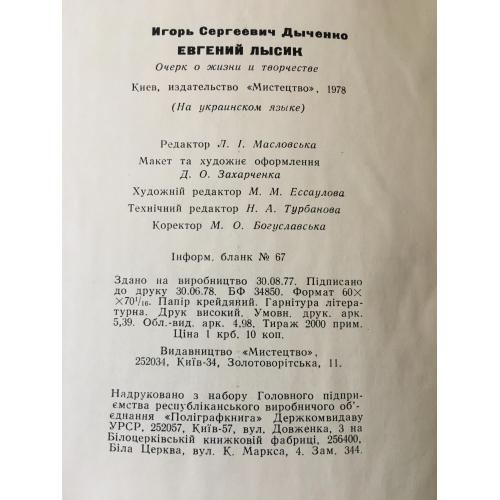 Игорь Сергеевич Дыченко
ЕВГЕНИЙ ЛЫСИК
Очерк о жизни и творчестве
Киев, издательство «Мистецтво», 1978
(На украинском языке)
Редактор Л. І. Масловська
Макет та художнє оформлення
Д. О. Захарченка
Художній редактор М. М. Ессаулова
Технічний редактор Н. А. Турбанова
Коректор М. О. Богуславська
Інформ. бланк № 67
Здано на виробництво 30.08.77. Підписано
до друку 30.06.78. БФ 34850. Формат 60×
×70¹/₁₆. Папір крейдяний. Гарнітура літера-
турна. Друк високий. Умовн. друк. арк.
5,39. Обл.-вид. арк. 4,98. Тираж 2000 прим.
Ціна 1 крб. 10 коп.
Видавництво «Мистецтво»,
252034, Київ-34, Золотоворітська, 11.
Надруковано з набору Головного підпри-
ємства республіканського виробничого об'-
єднання «Поліграфкнига» Держкомвидаву
УРСР, 252057, Київ-57, вул. Довженка, 3 на
Білоцерківській книжковій фабриці, 256400,
Біла Церква, вул. К. Маркса, 4. Зам. 344.